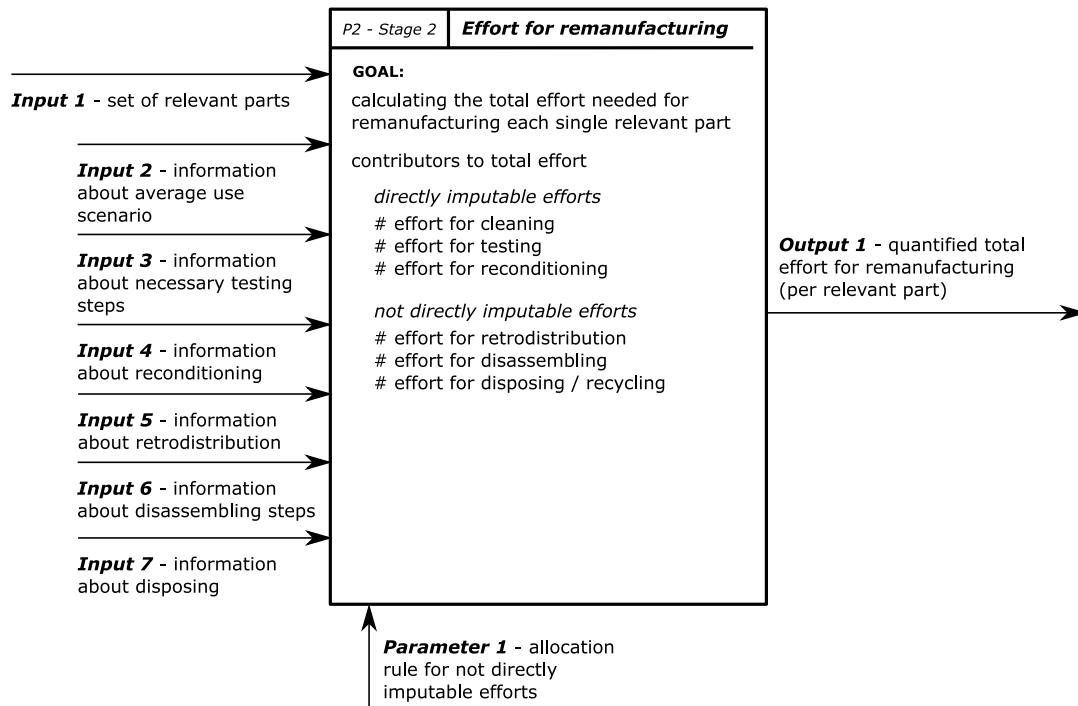 P2 - Stage 2
Effort for remanufacturing
GOAL:
calculating the total effort needed for
remanufacturing each single relevant part
contributors to total effort
directly imputable efforts
# effort for cleaning
# effort for testing
# effort for reconditioning
not directly imputable efforts
# effort for retrodistribution
# effort for disassembling
# effort for disposing / recycling
Input 1 - set of relevant parts
Input 2 - information
about average use
scenario
Input 3 - information
about necessary testing
steps
Input 4 - information
about reconditioning
Input 5 - information
about retrodistribution
Input 6 - information
about disassembling steps
Input 7 - information
about disposing
Output 1 - quantified total
effort for remanufacturing
(per relevant part)
Parameter 1 - allocation
rule for not directly
imputable efforts